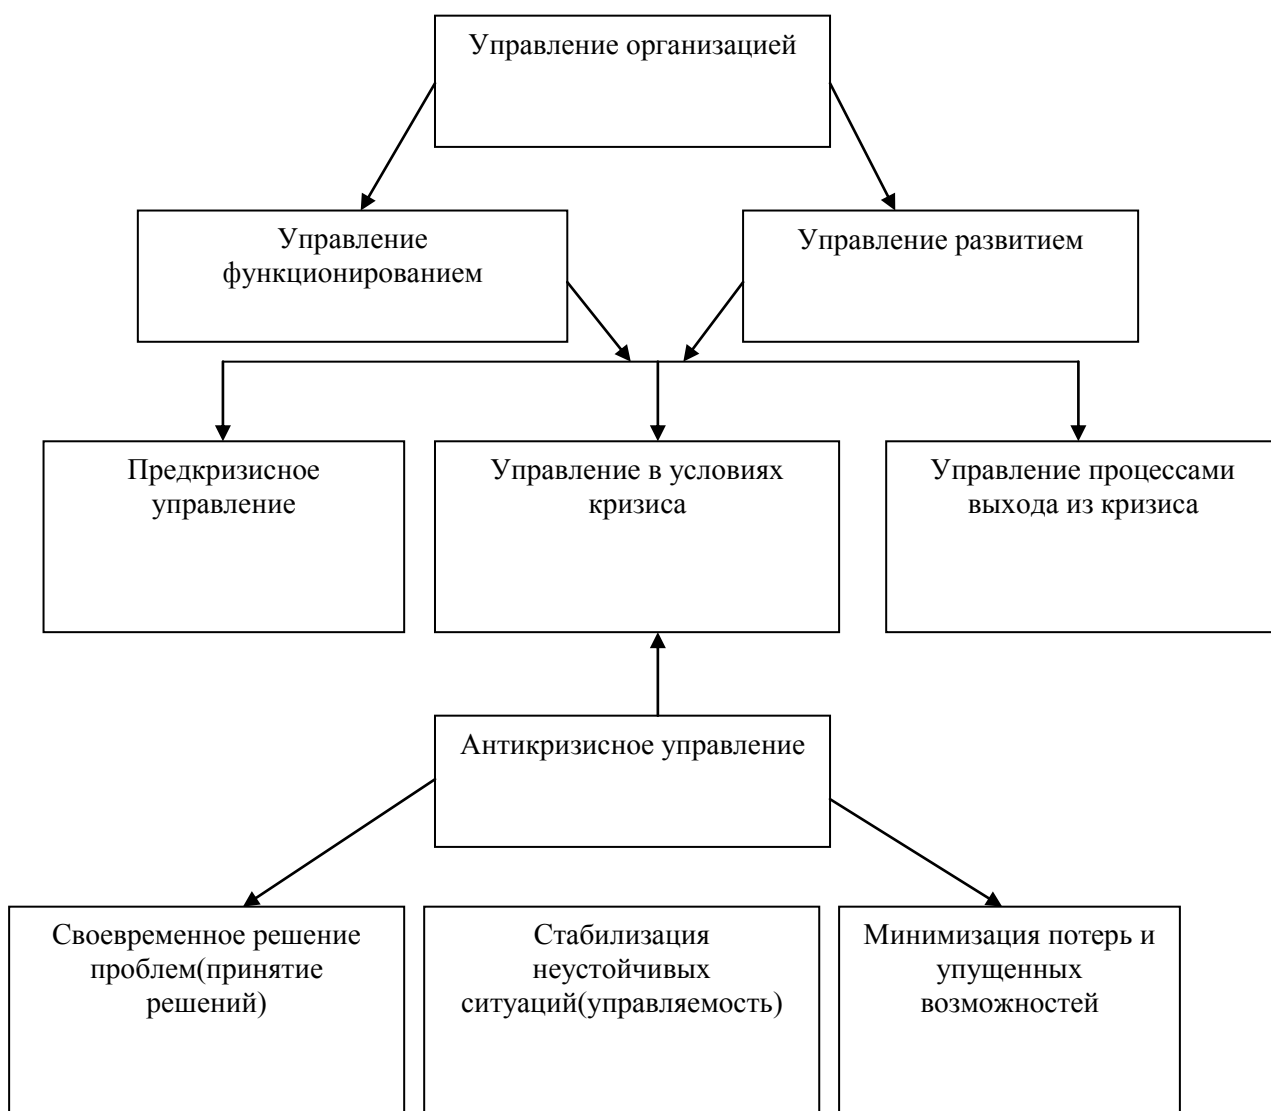 Управление организацией
Управление
функционированием
Управление развитием
Предкризисное
управление
Управление в условиях
кризиса
Управление процессами
выхода из кризиса
Антикризисное управление
Своевременное решение
проблем(принятие
решений)
Стабилизация
неустойчивых
ситуаций(управляемость)
Минимизация потерь и
упущенных
возможностей